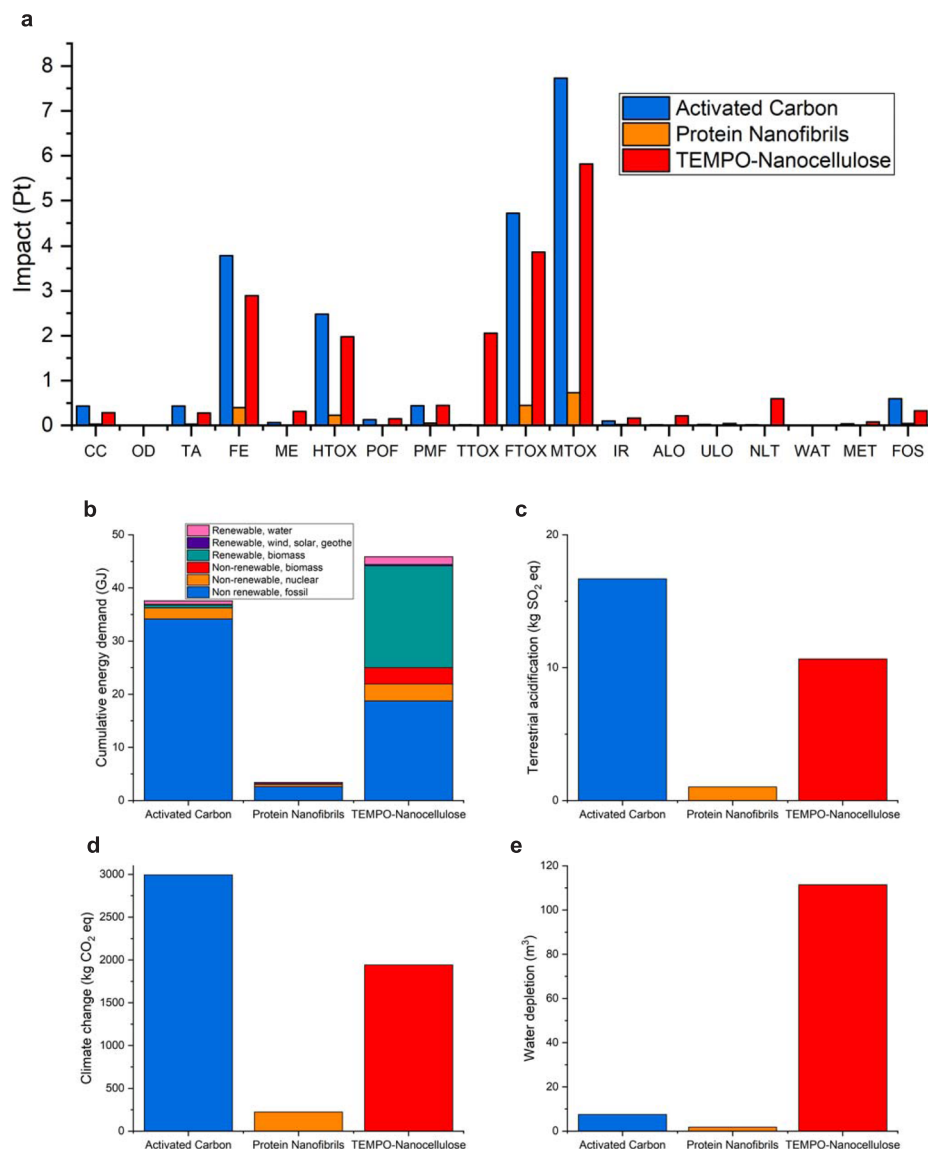 a
Impact (Pt)
8
7
6
5
4
3
2
1
0
Activated Carbon
Protein Nanofibrils
TEMPO-Nanocellulose
CC OD TA FE ME HTOX POF PMF TTOX FTOX MTOX IR ALO ULO NLT WAT MET FOS
b
Cumulative energy demand (GJ)
50
40
30
20
10
0
Renewable, water
Renewable, wind, solar, geothe
Renewable, biomass
Non-renewable, biomass
Non-renewable, nuclear
Non renewable, fossil
Activated Carbon Protein Nanofibrils TEMPO-Nanocellulose
c
Terrestrial acidification (kg SO2 eq)
20
10
0
Activated Carbon Protein Nanofibrils TEMPO-Nanocellulose
d
Climate change (kg CO2 eq)
3000
2500
2000
1500
1000
500
0
Activated Carbon Protein Nanofibrils TEMPO-Nanocellulose
e
Water depletion (m3)
120
100
80
60
40
20
0
Activated Carbon Protein Nanofibrils TEMPO-Nanocellulose